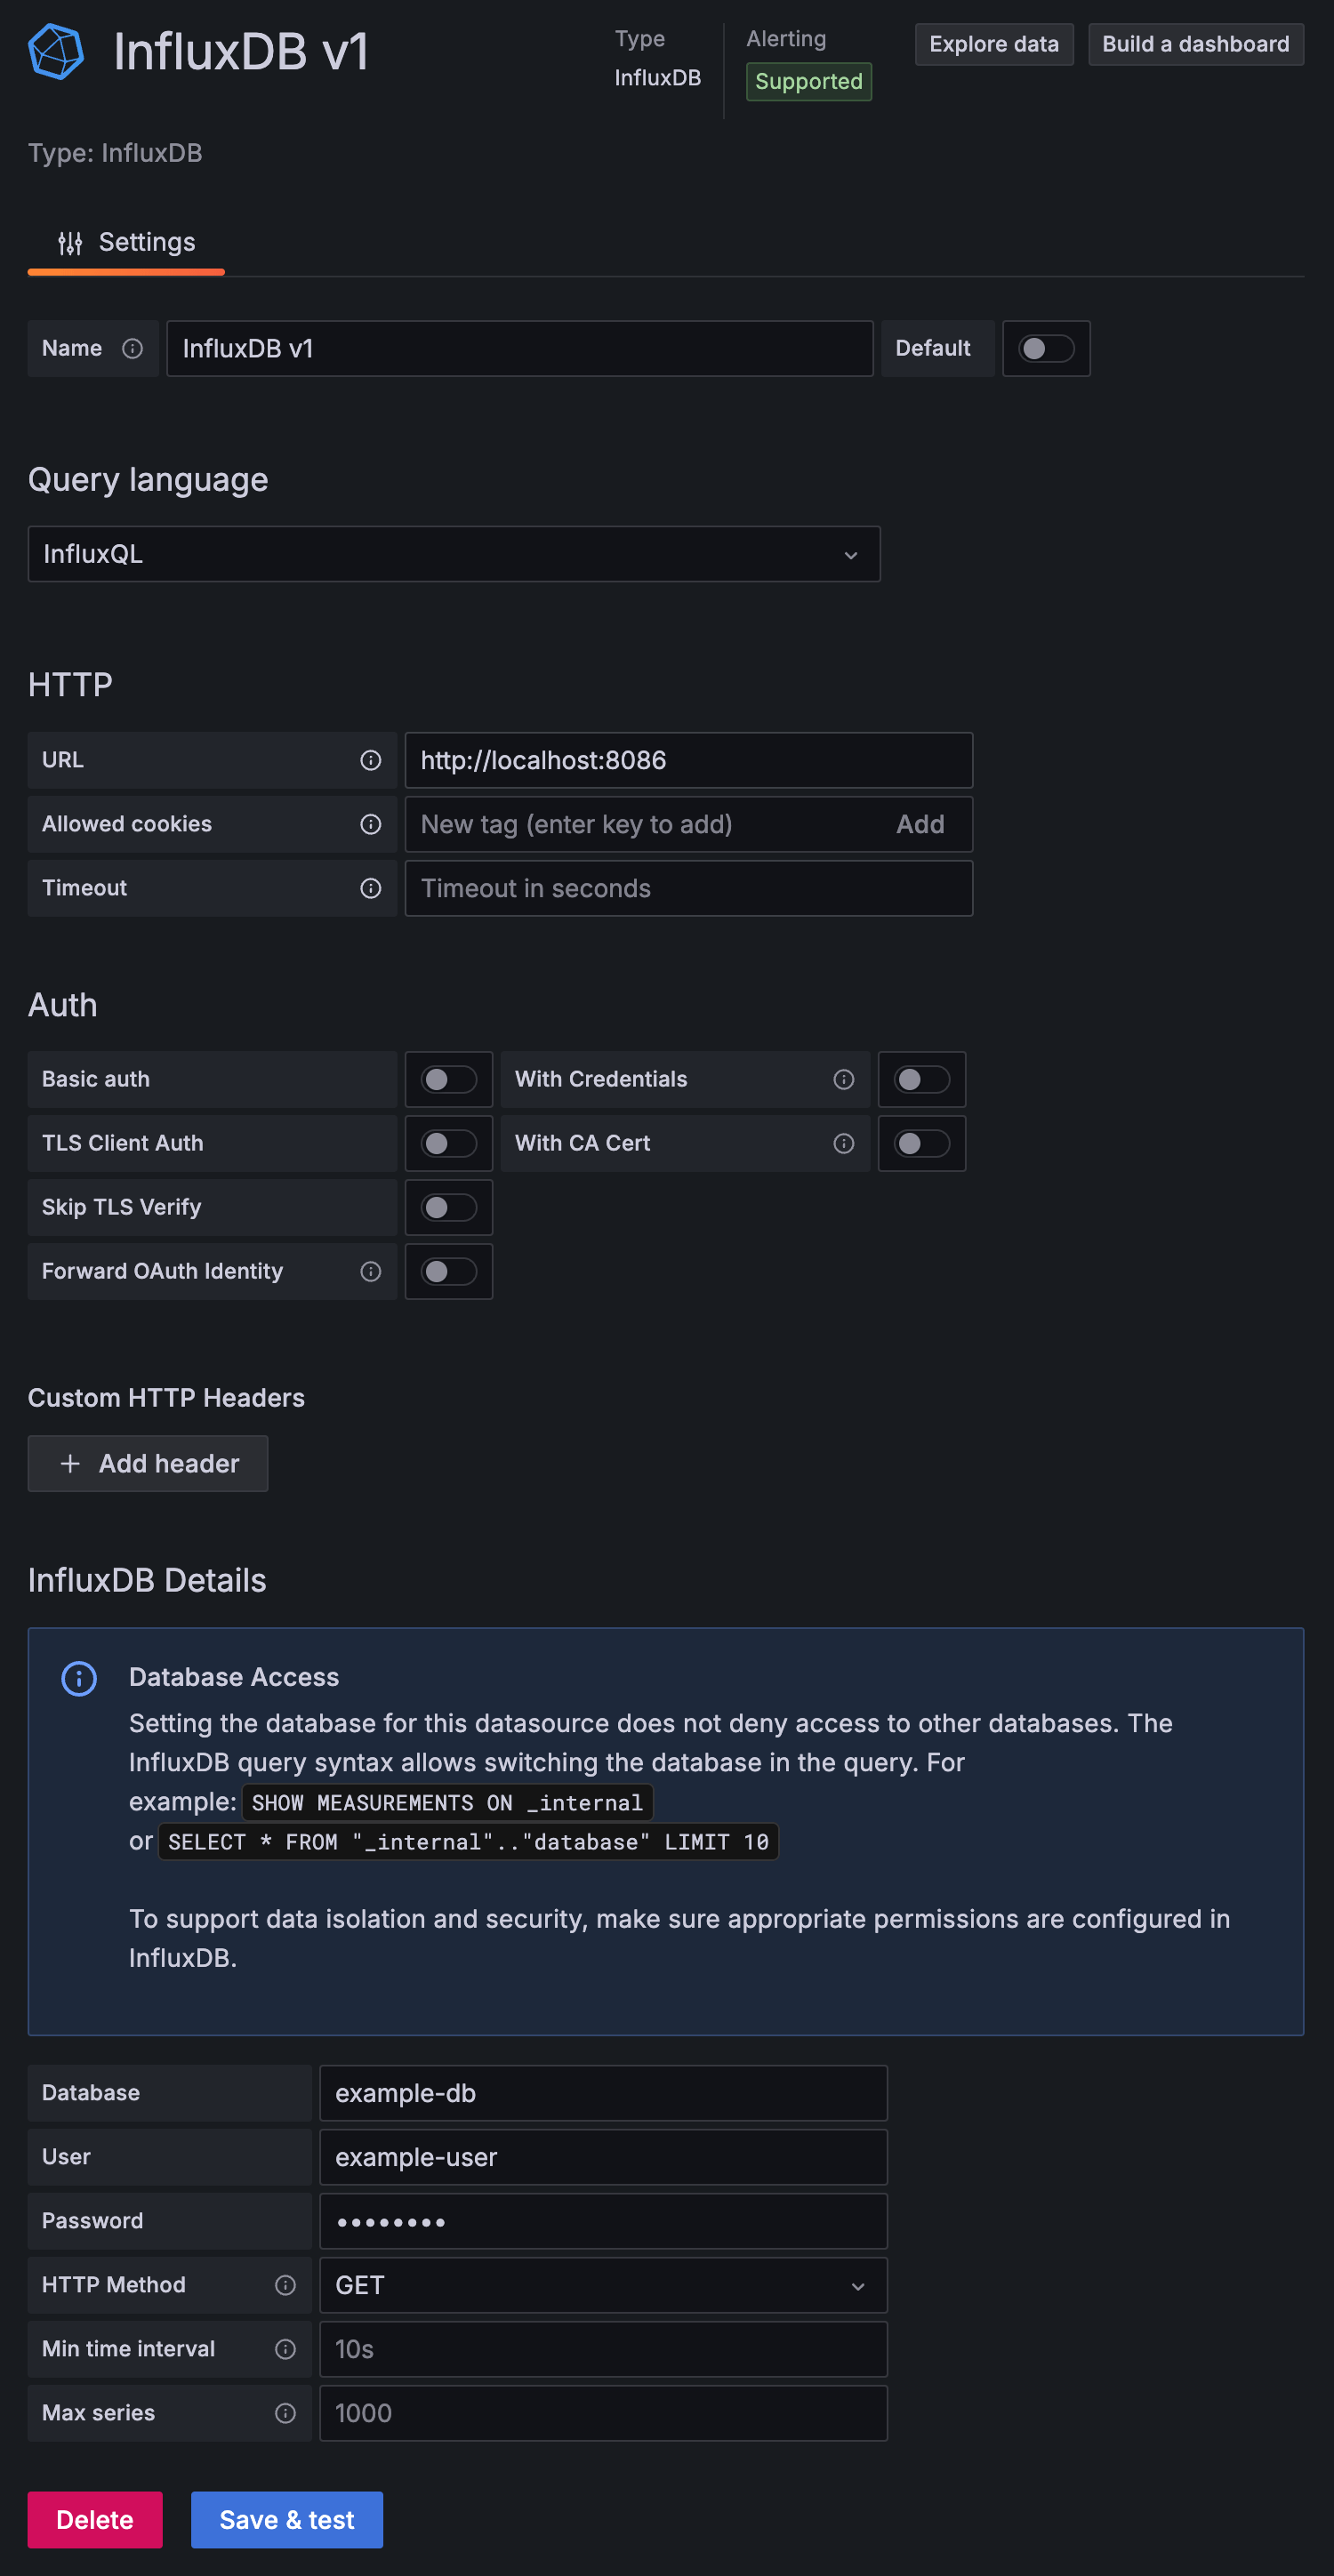 InfluxDB v1
Type
InfluxDB
Alerting
Supported
Explore data
Build a dashboard
Type: InfluxDB
Settings
Name
InfluxDB v1
Default
Query language
InfluxQL
HTTP
URL
http://localhost:8086
Allowed cookies
New tag (enter key to add)
Add
Timeout
Timeout in seconds
Auth
Basic auth
With Credentials
TLS Client Auth
With CA Cert
Skip TLS Verify
Forward OAuth Identity
Custom HTTP Headers
+ Add header
InfluxDB Details
Database Access
Setting the database for this datasource does not deny access to other databases. The
InfluxDB query syntax allows switching the database in the query. For
example: SHOW MEASUREMENTS ON _internal
or SELECT * FROM "_internal".."database" LIMIT 10
To support data isolation and security, make sure appropriate permissions are configured in
InfluxDB.
Database
example-db
User
example-user
Password
••••••••
HTTP Method
GET
Min time interval
10s
Max series
1000
Delete
Save & test